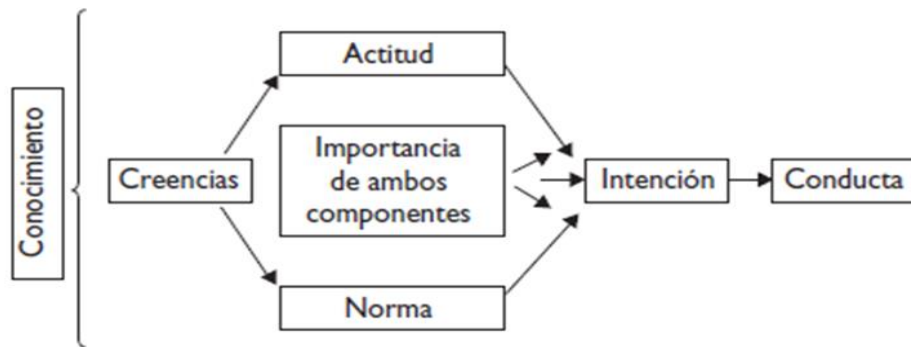 Conocimiento
Creencias
Actitud
Importancia
de ambos
componentes
Norma
Intención
Conducta